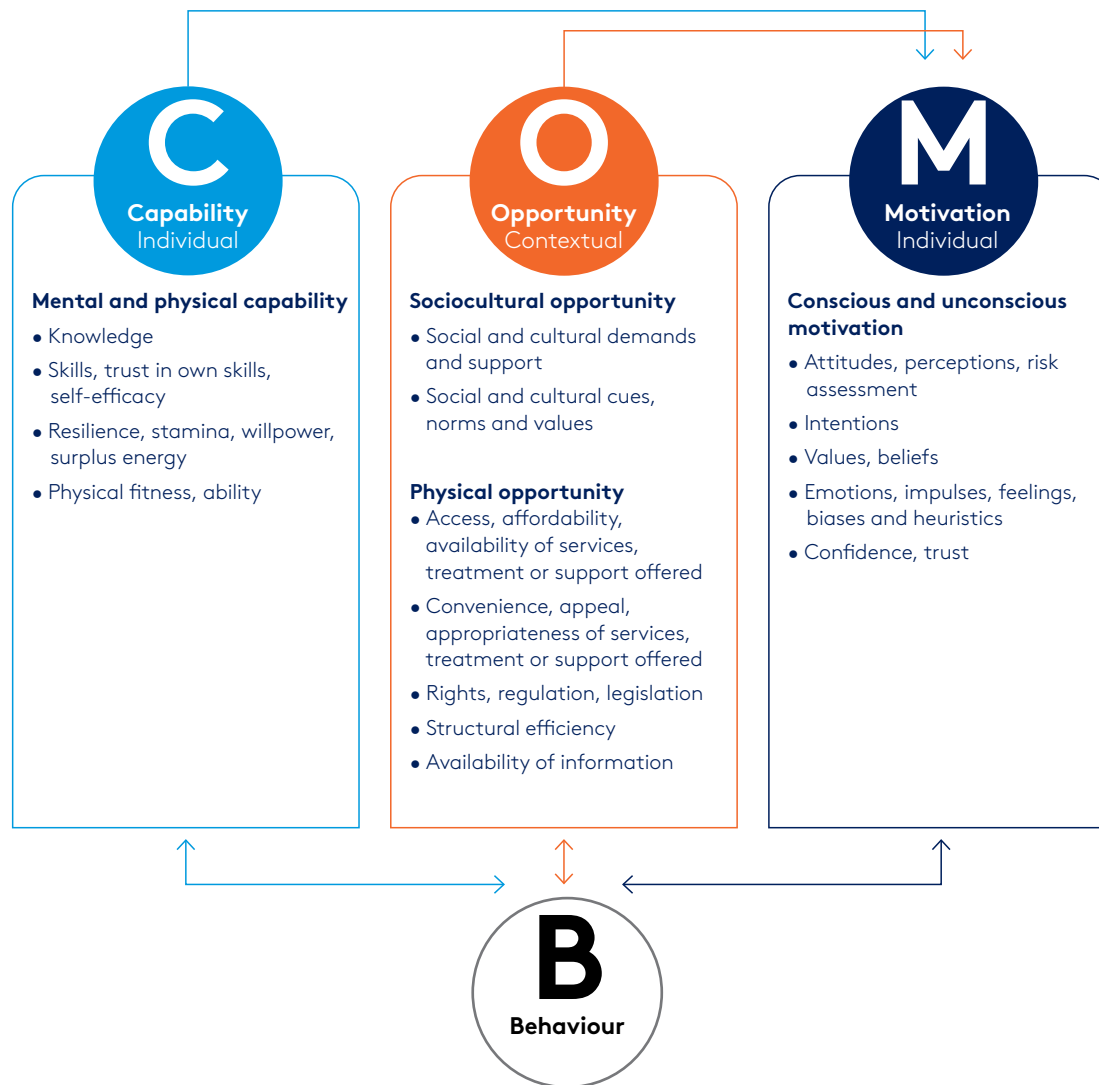 C
Capability
Individual
Mental and physical capability
• Knowledge
• Skills, trust in own skills,
self-efficacy
• Resilience, stamina, willpower,
surplus energy
• Physical fitness, ability
O
Opportunity
Contextual
Sociocultural opportunity
• Social and cultural demands
and support
• Social and cultural cues,
norms and values
Physical opportunity
• Access, affordability,
availability of services,
treatment or support offered
• Convenience, appeal,
appropriateness of services,
treatment or support offered
• Rights, regulation, legislation
• Structural efficiency
• Availability of information
M
Motivation
Individual
Conscious and unconscious
motivation
• Attitudes, perceptions, risk
assessment
• Intentions
• Values, beliefs
• Emotions, impulses, feelings,
biases and heuristics
• Confidence, trust
B
Behaviour